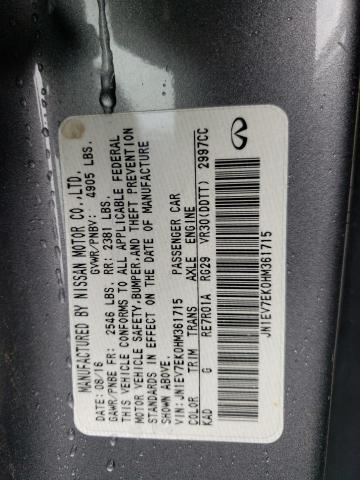 MANUFACTURED BY NISSAN MOTOR CO.,LTD.
DATE: 08/16 GVWR/PNBV: 4905 LBS.
GAWR/PNBE FR: 2546 LBS. RR: 2381 LBS.
THIS VEHICLE CONFORMS TO ALL APPLICABLE FEDERAL
MOTOR VEHICLE SAFETY,BUMPER,AND THEFT PREVENTION
STANDARDS IN EFFECT ON THE DATE OF MANUFACTURE
SHOWN ABOVE.
VIN: JN1EV7EK0HM361715 PASSENGER CAR
COLOR TRIM TRANS AXLE ENGINE
KAD G RE7R01A RG29 VR30(DDTT) 2997CC
JN1EV7EK0HM361715